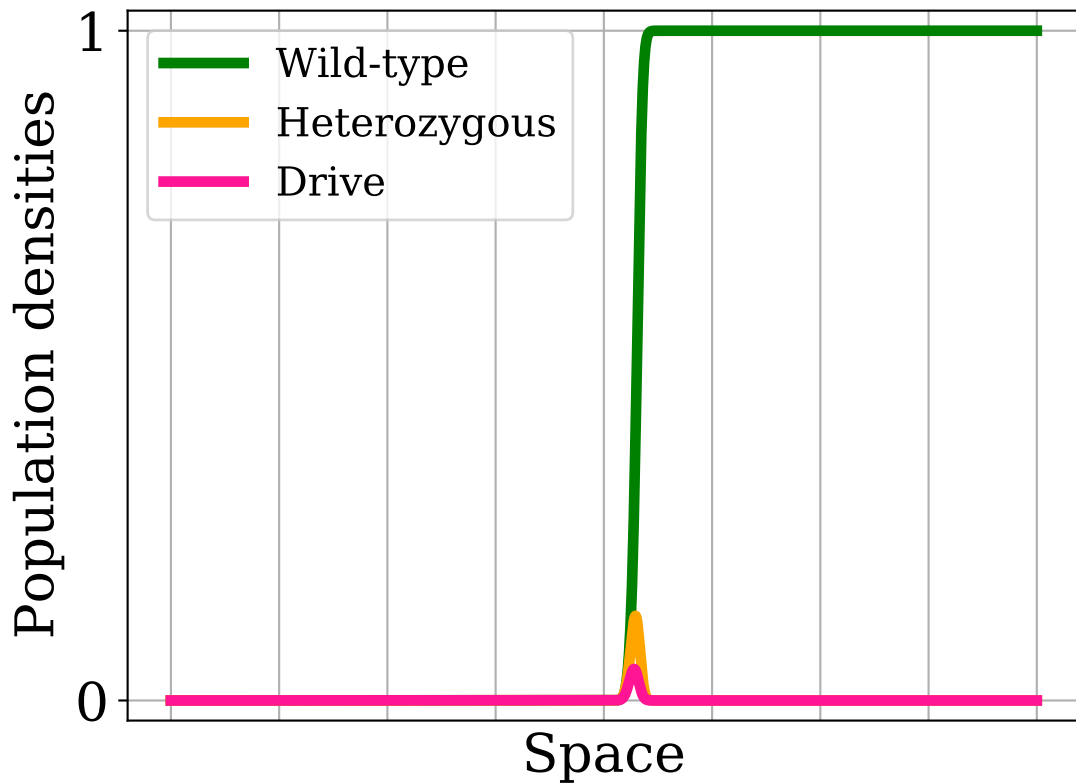 1
Wild-type
Heterozygous
Drive
Population densities
0
Space